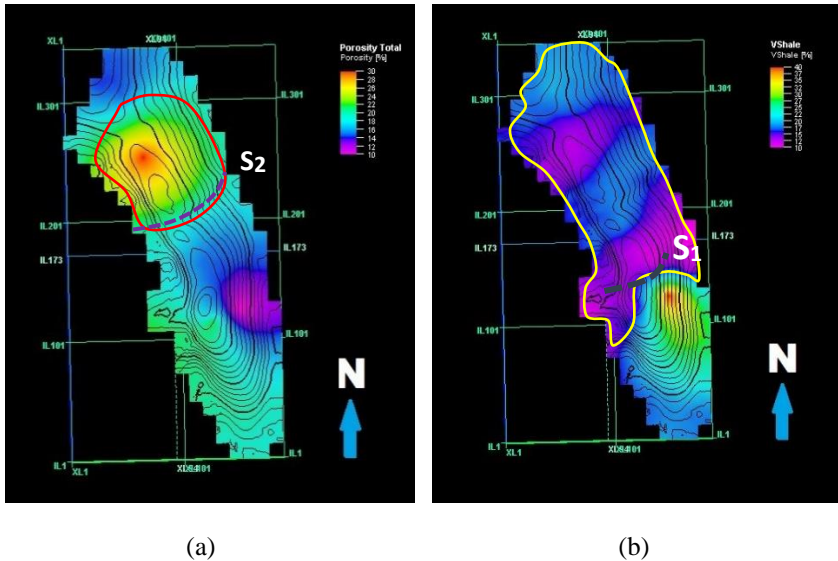 XL1
IL301
IL301
S2
IL201
IL201
IL173
IL173
IL101
IL101
IL1
XL1
IL1
Porosity Total
Porosity [%]
30
28
26
24
22
20
18
16
14
12
10
N
(a)
XL1
IL301
IL301
IL201
IL201
IL173
IL173
S1
IL101
IL101
IL1
XL1
IL1
VShale
VShale [%]
40
37
35
32
30
27
25
22
20
17
15
12
10
N
(b)